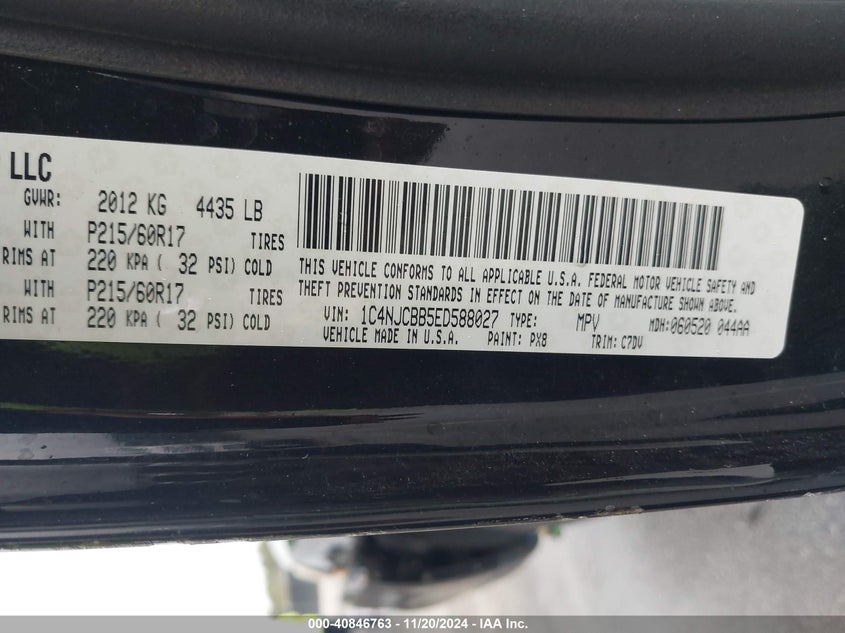 LLC
GVWR: 2012 KG 4435 LB
WITH P215/60R17 TIRES
RIMS AT 220 KPA ( 32 PSI) COLD
WITH P215/60R17 TIRES
RIMS AT 220 KPA ( 32 PSI) COLD
THIS VEHICLE CONFORMS TO ALL APPLICABLE U.S.A. FEDERAL MOTOR VEHICLE SAFETY AND
THEFT PREVENTION STANDARDS IN EFFECT ON THE DATE OF MANUFACTURE SHOWN ABOVE.
VIN: 1C4NJCBB5ED588027 TYPE: MPV MDH:060520 044AA
VEHICLE MADE IN U.S.A. PAINT: PX8 TRIM: C7DV
000-40846763 - 11/20/2024 - IAA Inc.